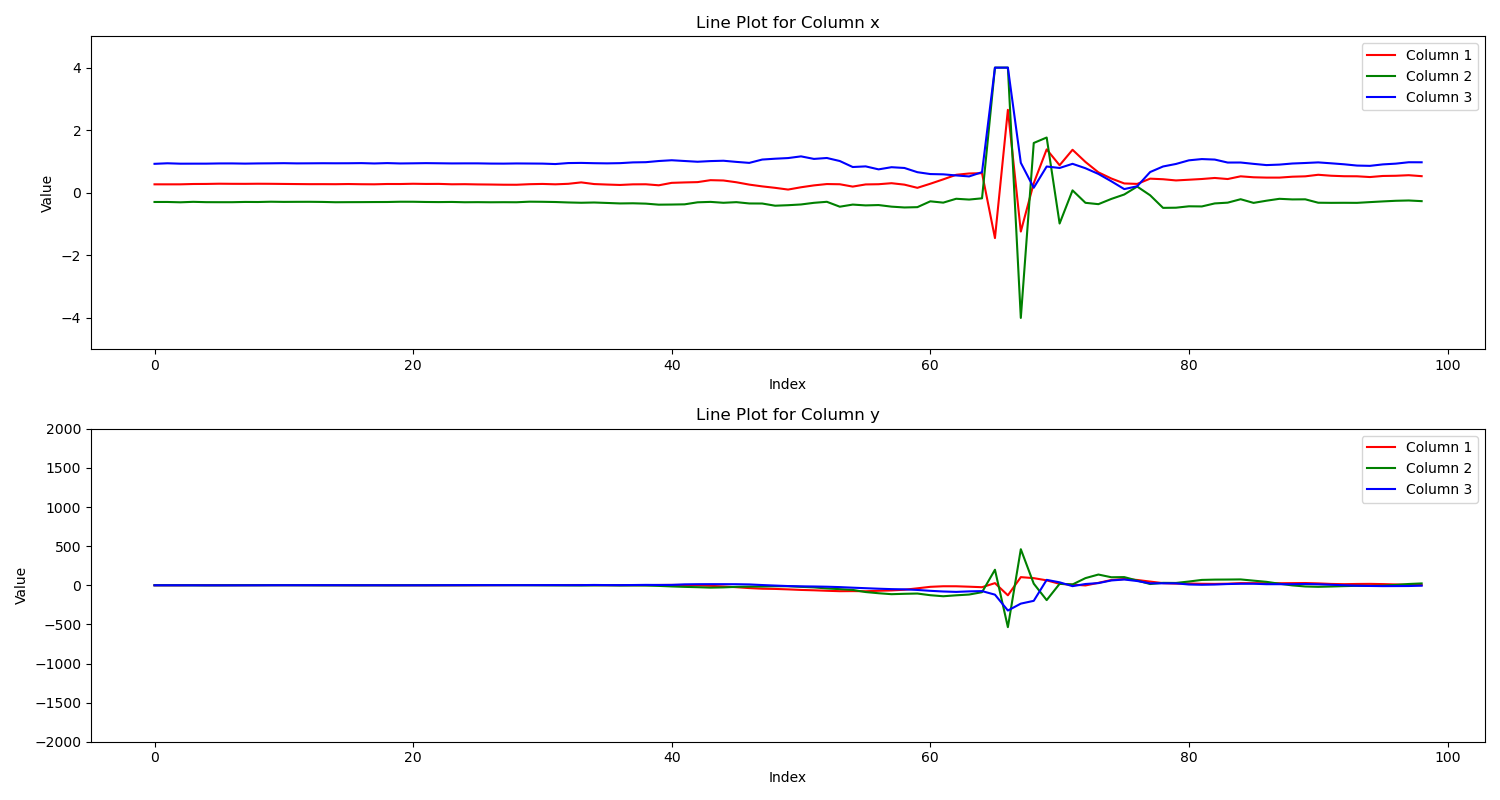 Line Plot for Column x
Value
4
2
0
−2
−4
Column 1
Column 2
Column 3
0 20 40 60 80 100
Index
Line Plot for Column y
Value
2000
1500
1000
500
0
−500
−1000
−1500
−2000
Column 1
Column 2
Column 3
0 20 40 60 80 100
Index